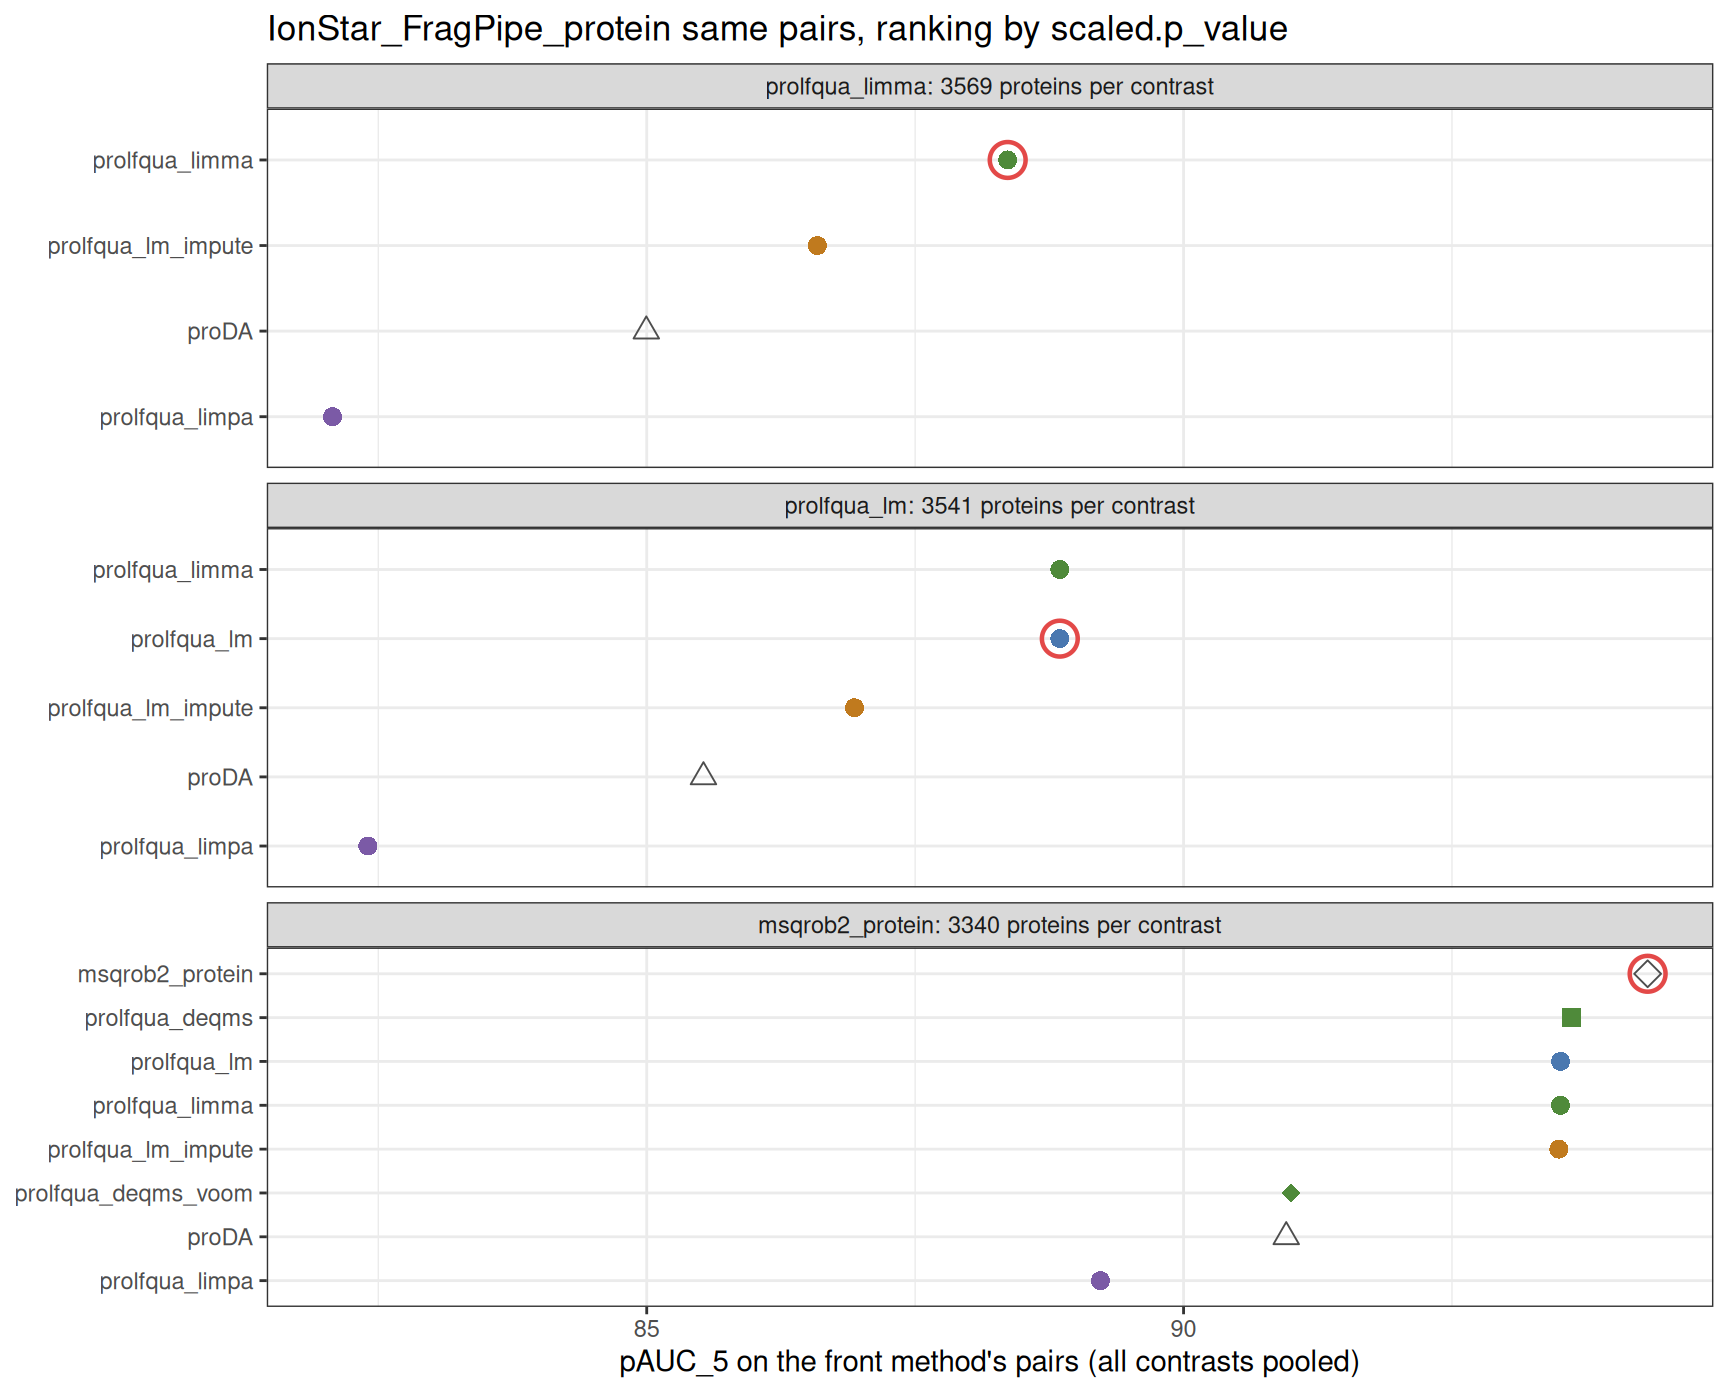 IonStar_FragPipe_protein same pairs, ranking by scaled.p_value
prolfqua_limma: 3569 proteins per contrast
prolfqua_limma
prolfqua_lm_impute
proDA
prolfqua_limpa
prolfqua_lm: 3541 proteins per contrast
prolfqua_limma
prolfqua_lm
prolfqua_lm_impute
proDA
prolfqua_limpa
msqrob2_protein: 3340 proteins per contrast
msqrob2_protein
prolfqua_deqms
prolfqua_lm
prolfqua_limma
prolfqua_lm_impute
prolfqua_deqms_voom
proDA
prolfqua_limpa
85 90
pAUC_5 on the front method's pairs (all contrasts pooled)